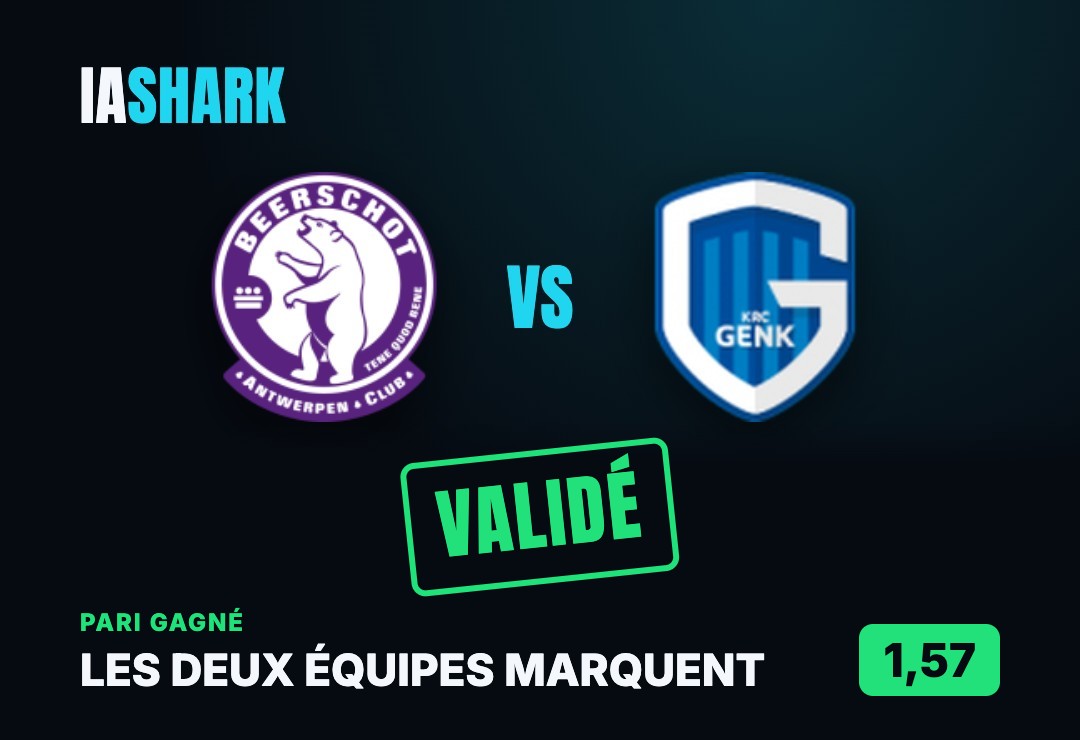 IASHARK
BEERSCHOT
TENE QUOD BENE
ANTWERPEN CLUB
VS
KRC
GENK
VALIDÉ
PARI GAGNÉ
LES DEUX ÉQUIPES MARQUENT
1,57